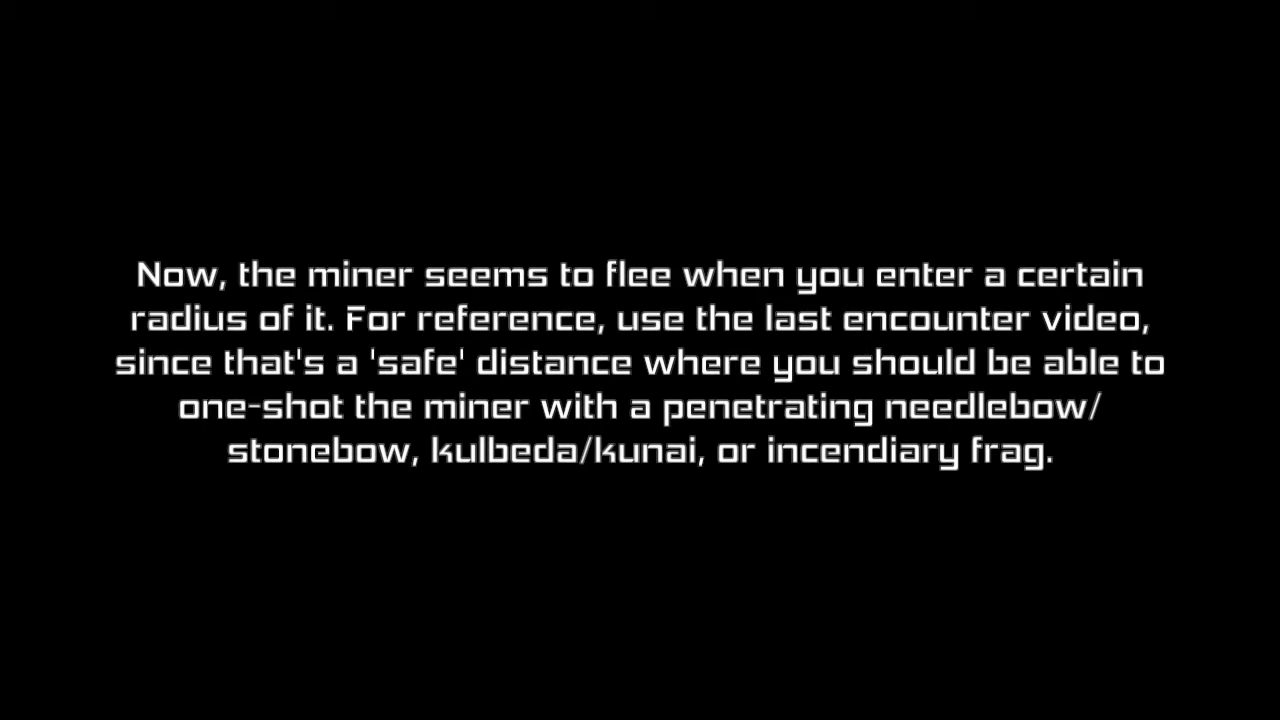 Now, the miner seems to flee when you enter a certain
radius of it. For reference, use the last encounter video,
since that's a 'safe' distance where you should be able to
one-shot the miner with a penetrating needlebow/
stonebow, kulbeda/kunai, or incendiary frag.